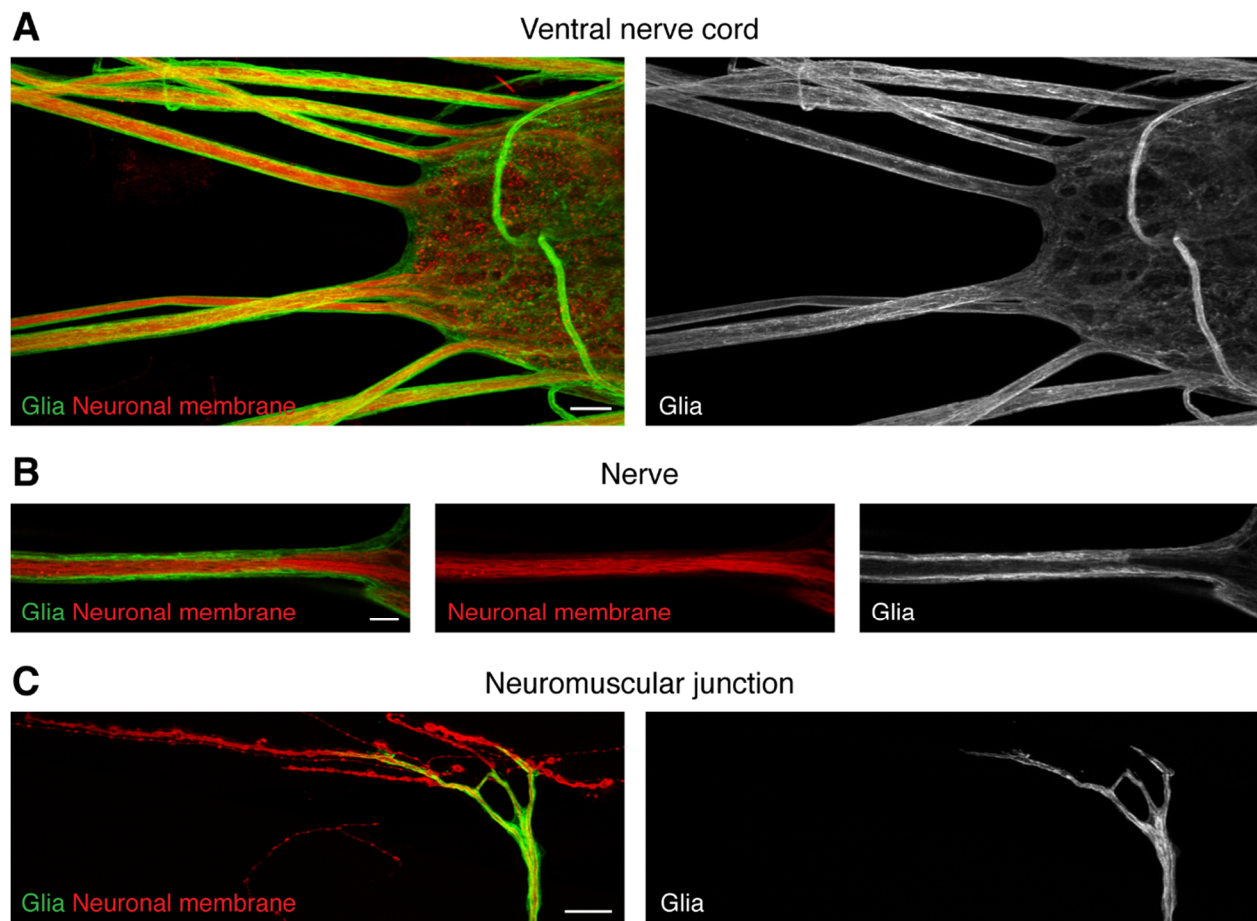 A
Ventral nerve cord
Glia Neuronal membrane
Glia
B
Nerve
Glia Neuronal membrane
Neuronal membrane
Glia
C
Neuromuscular junction
Glia Neuronal membrane
Glia